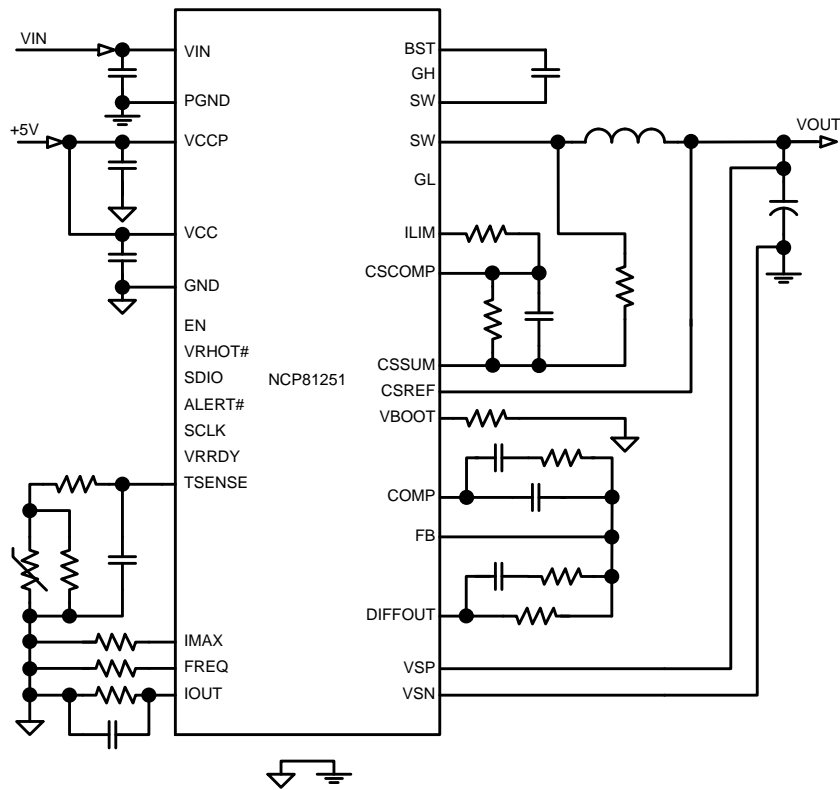 VIN
VIN
PGND
+5V
VCCP
VCC
GND
EN
VRHOT#
SDIO
ALERT#
SCLK
VRRDY
TSENSE
IMAX
FREQ
IOUT
NCP81251
BST
GH
SW
SW
VOUT
GL
ILIM
CSCOMP
CSSUM
CSREF
VBOOT
COMP
FB
DIFFOUT
VSP
VSN